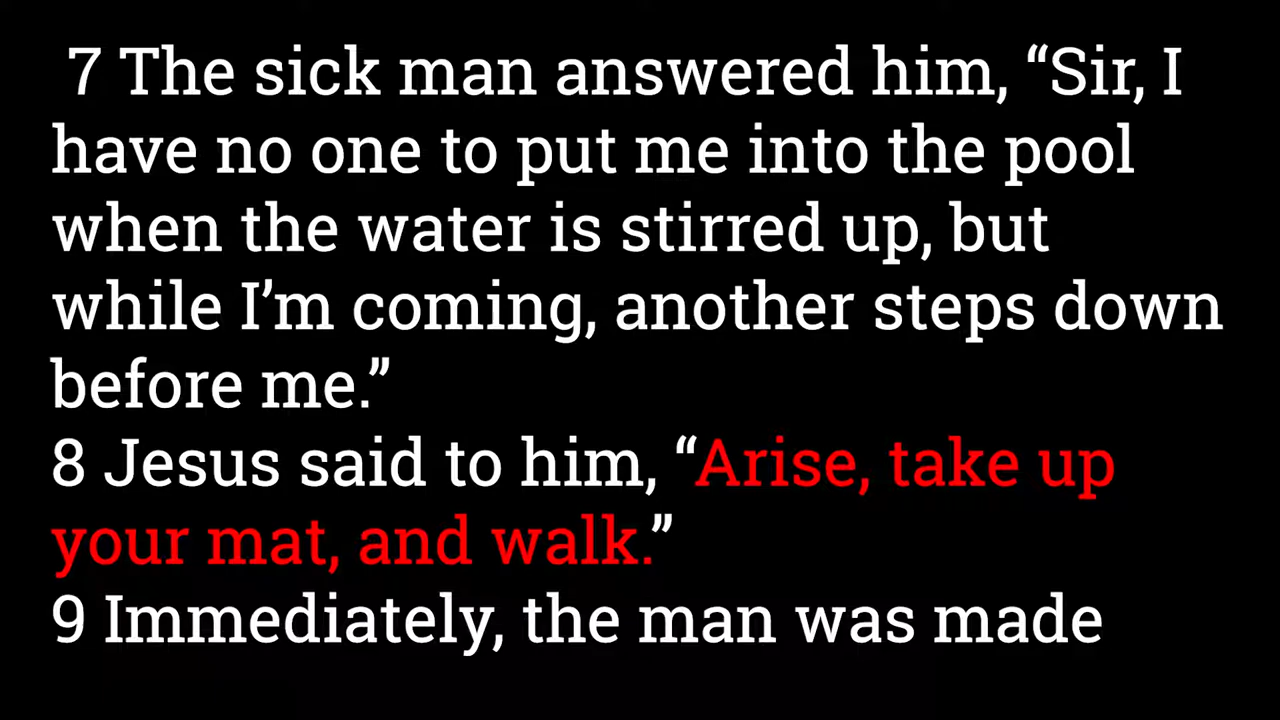 7 The sick man answered him, “Sir, I
have no one to put me into the pool
when the water is stirred up, but
while I’m coming, another steps down
before me.”
8 Jesus said to him, “Arise, take up
your mat, and walk.”
9 Immediately, the man was made